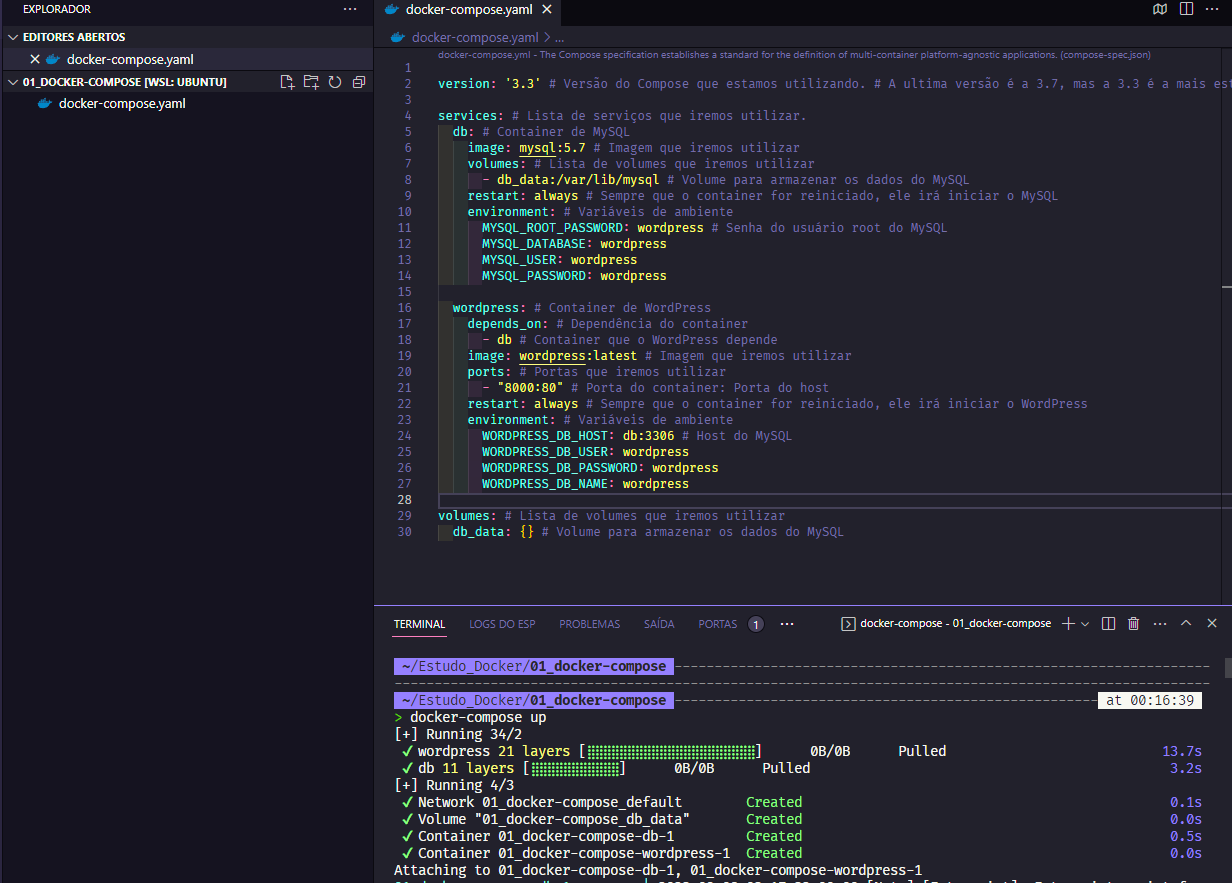 EXPLORADOR
EDITORES ABERTOS
docker-compose.yaml
01_DOCKER-COMPOSE [WSL: UBUNTU]
docker-compose.yaml
docker-compose.yaml
docker-compose.yaml > ...
docker-compose.yml - The Compose specification establishes a standard for the definition of multi-container platform-agnostic applications. (compose-spec.json)
1
2 version: '3.3' # Versão do Compose que estamos utilizando. # A ultima versão é a 3.7, mas a 3.3 é a mais est
3
4 services: # Lista de serviços que iremos utilizar.
5 db: # Container de MySQL
6 image: mysql:5.7 # Imagem que iremos utilizar
7 volumes: # Lista de volumes que iremos utilizar
8 - db_data:/var/lib/mysql # Volume para armazenar os dados do MySQL
9 restart: always # Sempre que o container for reiniciado, ele irá iniciar o MySQL
10 environment: # Variáveis de ambiente
11 MYSQL_ROOT_PASSWORD: wordpress # Senha do usuário root do MySQL
12 MYSQL_DATABASE: wordpress
13 MYSQL_USER: wordpress
14 MYSQL_PASSWORD: wordpress
15
16 wordpress: # Container de WordPress
17 depends_on: # Dependência do container
18 - db # Container que o WordPress depende
19 image: wordpress:latest # Imagem que iremos utilizar
20 ports: # Portas que iremos utilizar
21 - "8000:80" # Porta do container: Porta do host
22 restart: always # Sempre que o container for reiniciado, ele irá iniciar o WordPress
23 environment: # Variáveis de ambiente
24 WORDPRESS_DB_HOST: db:3306 # Host do MySQL
25 WORDPRESS_DB_USER: wordpress
26 WORDPRESS_DB_PASSWORD: wordpress
27 WORDPRESS_DB_NAME: wordpress
28
29 volumes: # Lista de volumes que iremos utilizar
30 db_data: {} # Volume para armazenar os dados do MySQL
TERMINAL LOGS DO ESP PROBLEMAS SAÍDA PORTAS 1 ... docker-compose - 01_docker-compose
~/Estudo_Docker/01_docker-compose
~/Estudo_Docker/01_docker-compose at 00:16:39
> docker-compose up
[+] Running 34/2
✓ wordpress 21 layers [⣿⣿⣿⣿⣿⣿⣿⣿⣿⣿⣿⣿⣿⣿⣿⣿⣿⣿⣿⣿⣿] 0B/0B Pulled 13.7s
✓ db 11 layers [⣿⣿⣿⣿⣿⣿⣿⣿⣿⣿⣿] 0B/0B Pulled 3.2s
[+] Running 4/3
✓ Network 01_docker-compose_default Created 0.1s
✓ Volume "01_docker-compose_db_data" Created 0.0s
✓ Container 01_docker-compose-db-1 Created 0.5s
✓ Container 01_docker-compose-wordpress-1 Created 0.0s
Attaching to 01_docker-compose-db-1, 01_docker-compose-wordpress-1